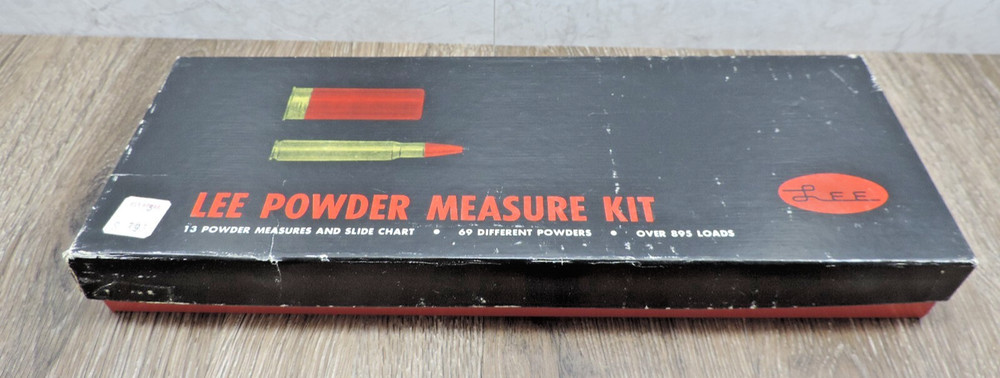 LEE POWDER MEASURE KIT
13 POWDER MEASURES AND SLIDE CHART • 69 DIFFERENT POWDERS • OVER 895 LOADS
LEE